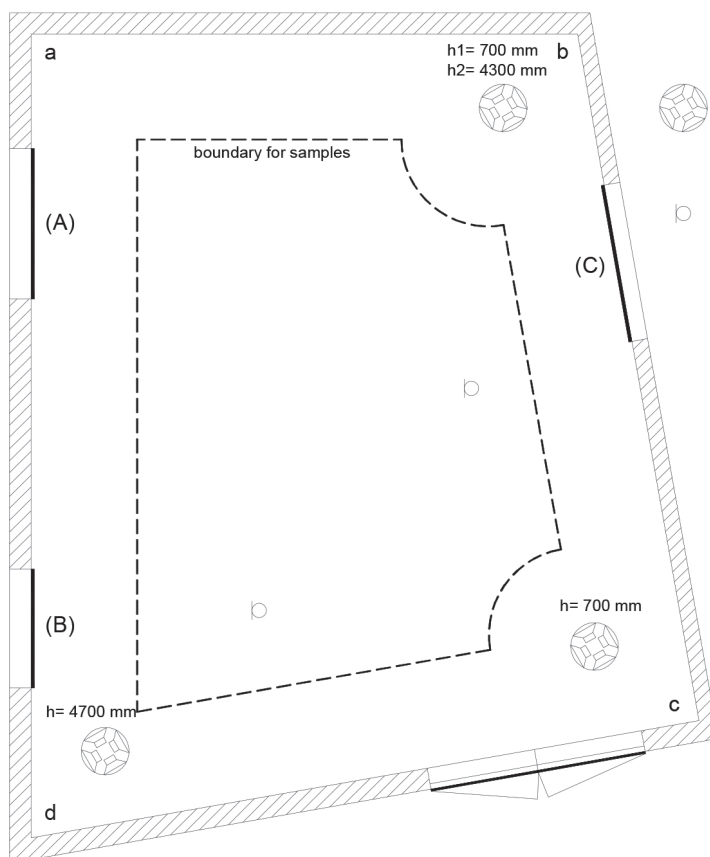 a
h1= 700 mm
h2= 4300 mm
b
boundary for samples
(A)
(C)
(B)
h= 700 mm
h= 4700 mm
c
d